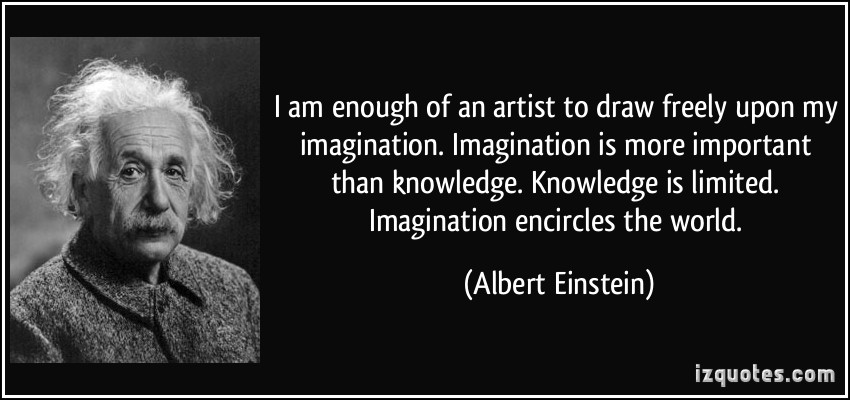 I am enough of an artist to draw freely upon my
imagination. Imagination is more important
than knowledge. Knowledge is limited.
Imagination encircles the world.
(Albert Einstein)
izquotes.com